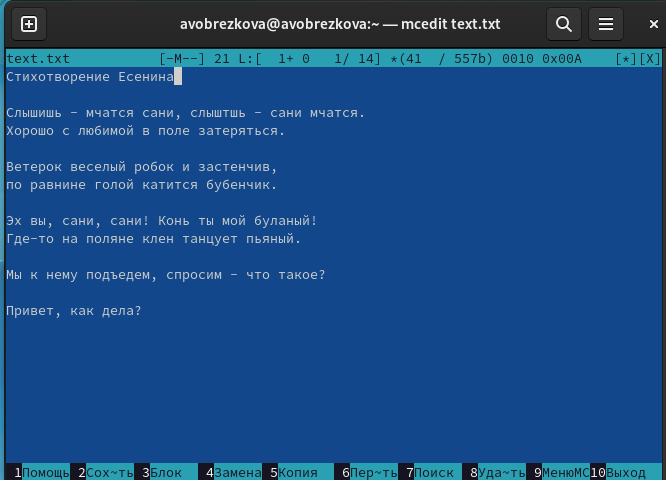 avobrezkova@avobrezkova:~ — mcedit text.txt
text.txt [-M--] 21 L:[ 1+ 0 1/ 14] *(41 / 557b) 0010 0x00A [*][X]
Стихотворение Есенина
Слышишь - мчатся сани, слыштшь - сани мчатся.
Хорошо с любимой в поле затеряться.
Ветерок веселый робок и застенчив,
по равнине голой катится бубенчик.
Эх вы, сани, сани! Конь ты мой буланый!
Где-то на поляне клен танцует пьяный.
Мы к нему подъедем, спросим - что такое?
Привет, как дела?
1Помощь 2Сох~ть 3Блок 4Замена 5Копия 6Пер~ть 7Поиск 8Уда~ть 9МенюMC 10Выход